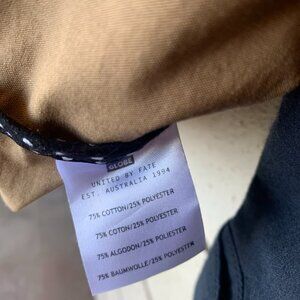 GLOBE
UNITED BY FATE
EST. AUSTRALIA 1994
75% COTTON/25% POLYESTER
75% COTON/25% POLYESTER
75% ALGODON/25% POLIESTER
75% BAUMWOLLE/25% POLYESTER